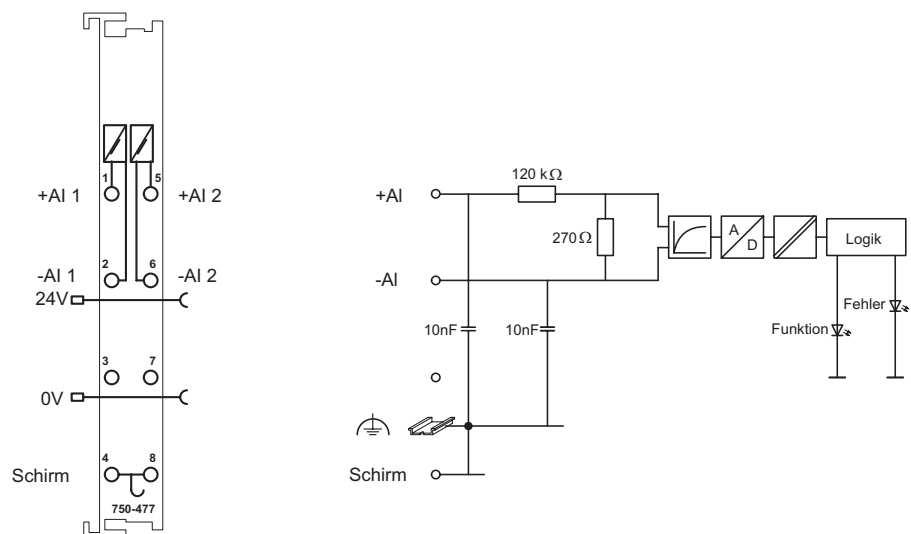 1
5
+AI 1
+AI 2
2
6
-AI 1
-AI 2
24V
3
7
0V
4
8
Schirm
750-477
+AI
120 kΩ
270Ω
A
D
Logik
-AI
10nF
10nF
Funktion
Fehler
Schirm